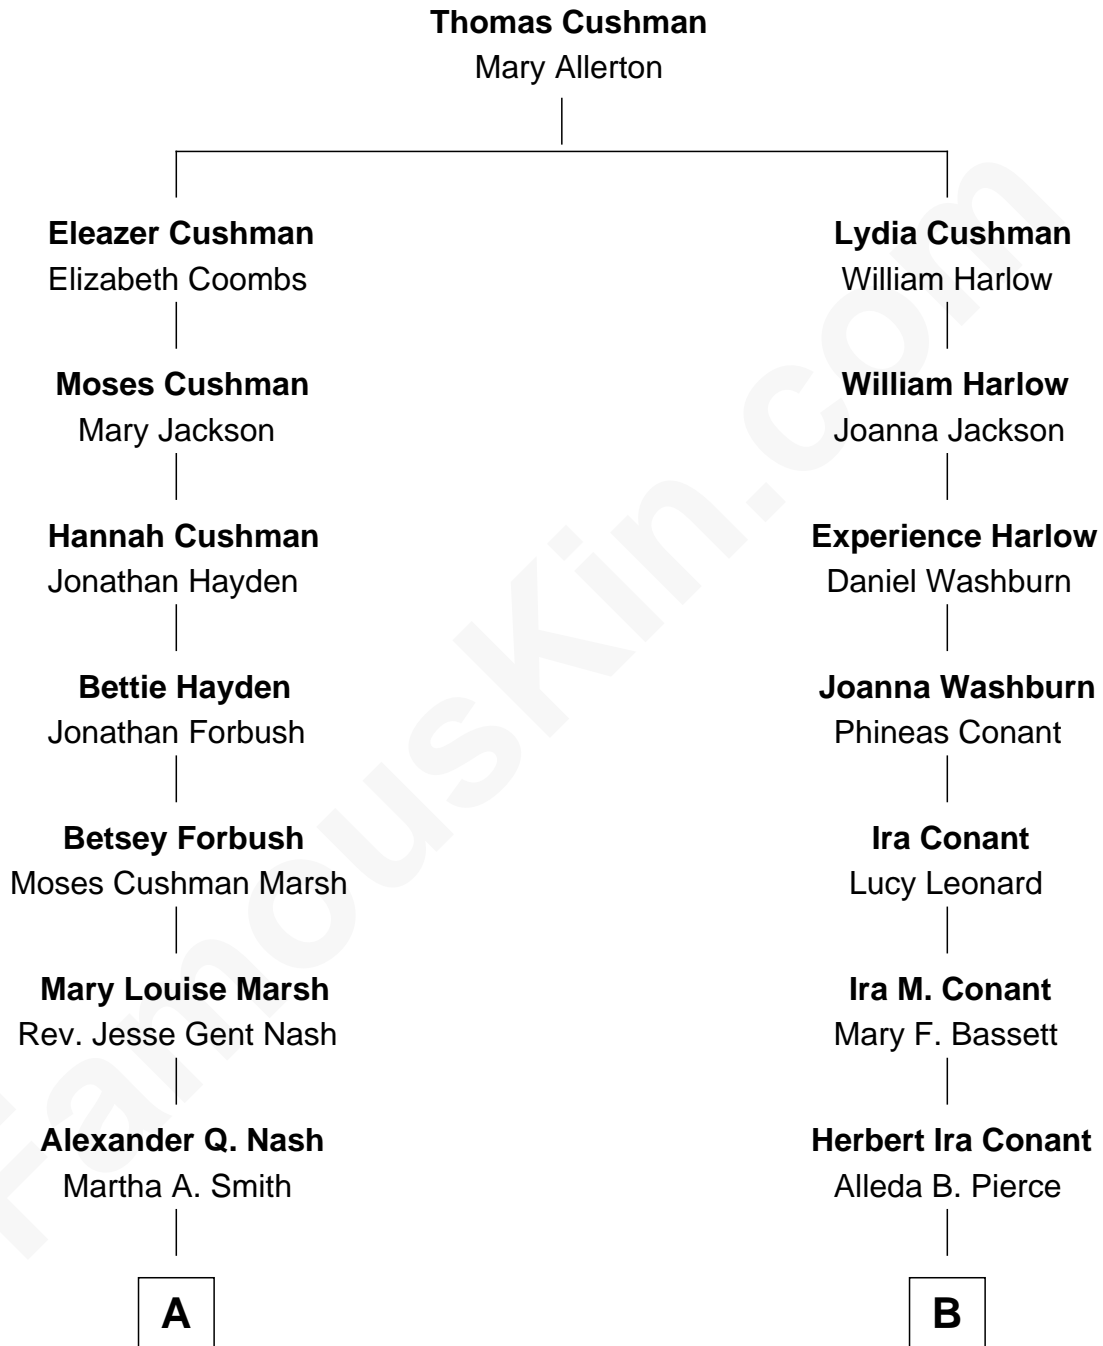 Thomas Cushman
Mary Allerton
Eleazer Cushman
Elizabeth Coombs
Lydia Cushman
William Harlow
Moses Cushman
Mary Jackson
William Harlow
Joanna Jackson
Hannah Cushman
Jonathan Hayden
Experience Harlow
Daniel Washburn
Bettie Hayden
Jonathan Forbush
Joanna Washburn
Phineas Conant
Betsey Forbush
Moses Cushman Marsh
Ira Conant
Lucy Leonard
Mary Louise Marsh
Rev. Jesse Gent Nash
Ira M. Conant
Mary F. Bassett
Alexander Q. Nash
Martha A. Smith
Herbert Ira Conant
Alleda B. Pierce
A
B
FamousKin.com